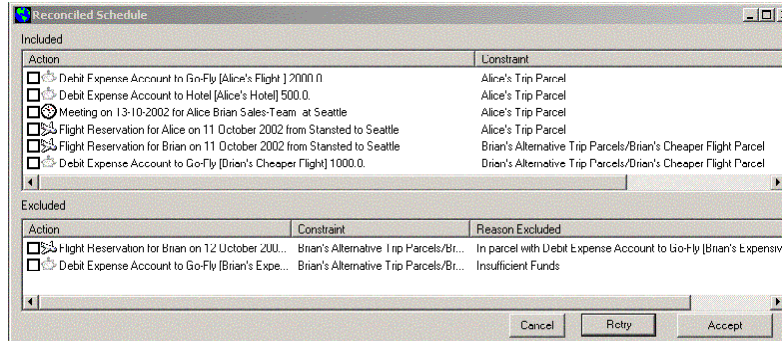 Reconciled Schedule
Included
Action Constraint
Debit Expense Account to Go-Fly [Alice's Flight ] 2000.0. Alice's Trip Parcel
Debit Expense Account to Hotel [Alice's Hotel] 500.0. Alice's Trip Parcel
Meeting on 13-10-2002 for Alice Brian Sales-Team at Seattle Alice's Trip Parcel
Flight Reservation for Alice on 11 October 2002 from Stansted to Seattle Alice's Trip Parcel
Flight Reservation for Brian on 11 October 2002 from Stansted to Seattle Brian's Alternative Trip Parcels/Brian's Cheaper Flight Parcel
Debit Expense Account to Go-Fly [Brian's Cheaper Flight] 1000.0. Brian's Alternative Trip Parcels/Brian's Cheaper Flight Parcel
Excluded
Action Constraint Reason Excluded
Flight Reservation for Brian on 12 October 200... Brian's Alternative Trip Parcels/Br... In parcel with Debit Expense Account to Go-Fly [Brian's Expensiv
Debit Expense Account to Go-Fly [Brian's Expe... Brian's Alternative Trip Parcels/Br... Insufficient Funds
Cancel Retry Accept